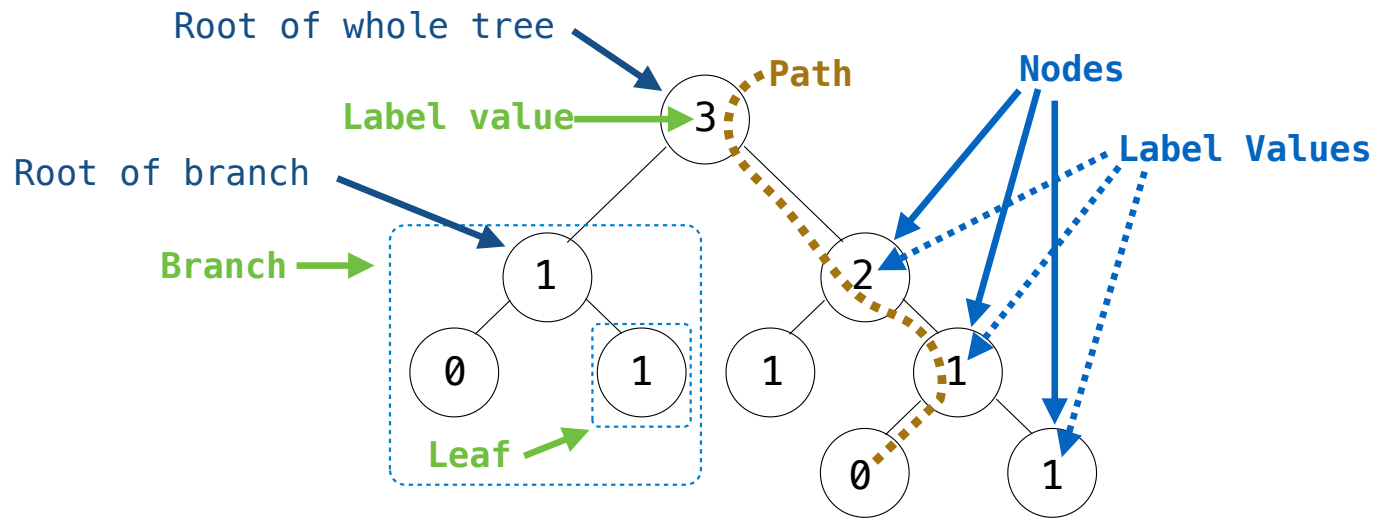 Root of whole tree
Path
Nodes
Label value
3
Label Values
Root of branch
Branch
1
2
0
1
1
1
Leaf
0
1